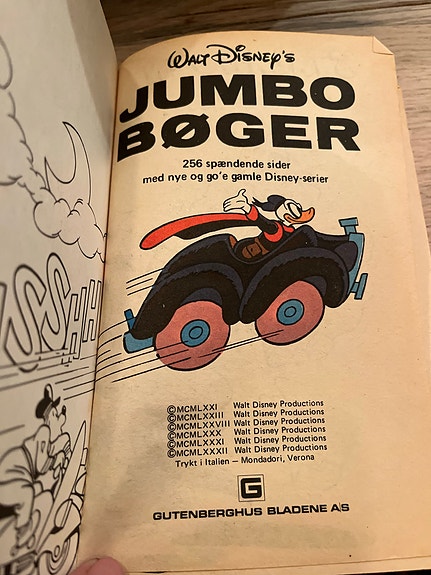 WALT DISNEY'S
JUMBO
BØGER
256 spændende sider
med nye og go'e gamle Disney-serier
SSSHH
©MCMLXXI Walt Disney Productions
©MCMLXXIII Walt Disney Productions
©MCMLXXVIII Walt Disney Productions
©MCMLXXX Walt Disney Productions
©MCMLXXXI Walt Disney Productions
©MCMLXXXII Walt Disney Productions
Trykt i Italien – Mondadori, Verona
G
GUTENBERGHUS BLADENE A/S